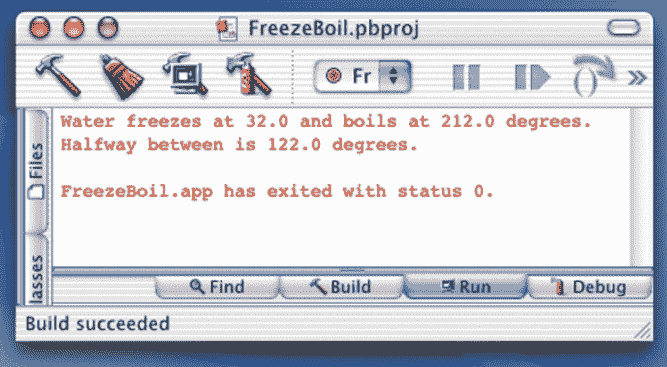 FreezeBoil.pbproj
Fr
Water freezes at 32.0 and boils at 212.0 degrees.
Halfway between is 122.0 degrees.
FreezeBoil.app has exited with status 0.
Files
lasses
Find
Build
Run
Debug
Build succeeded